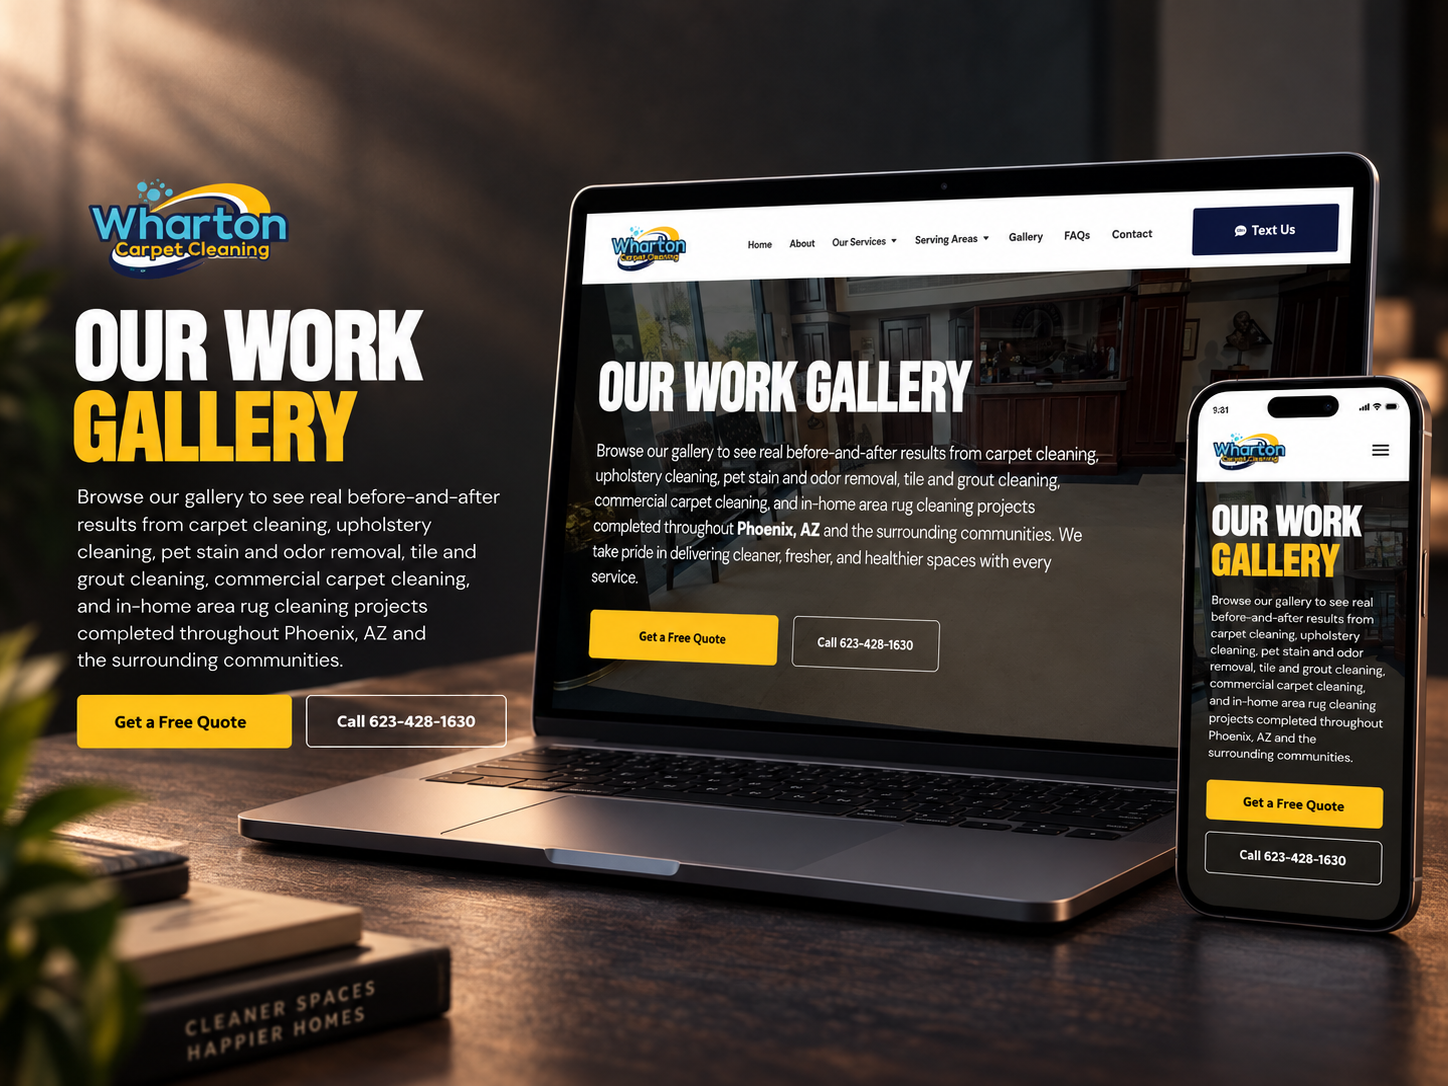 Wharton
Carpet Cleaning
OUR WORK
GALLERY
Browse our gallery to see real before-and-after
results from carpet cleaning, upholstery
cleaning, pet stain and odor removal, tile and
grout cleaning, commercial carpet cleaning,
and in-home area rug cleaning projects
completed throughout Phoenix, AZ and
the surrounding communities.
Get a Free Quote
Call 623-428-1630
Wharton
Carpet Cleaning
Home
About
Our Services
Serving Areas
Gallery
FAQs
Contact
Text Us
OUR WORK GALLERY
Browse our gallery to see real before-and-after results from carpet cleaning,
upholstery cleaning, pet stain and odor removal, tile and grout cleaning,
commercial carpet cleaning, and in-home area rug cleaning projects
completed throughout Phoenix, AZ and the surrounding communities. We
take pride in delivering cleaner, fresher, and healthier spaces with every
service.
Get a Free Quote
Call 623-428-1630
9:31
Wharton
Carpet Cleaning
OUR WORK
GALLERY
Browse our gallery to see real
before-and-after results from
carpet cleaning, upholstery
cleaning, pet stain and odor
removal, tile and grout cleaning,
commercial carpet cleaning,
and in-home area rug cleaning
projects completed throughout
Phoenix, AZ and the
surrounding communities.
Get a Free Quote
Call 623-428-1630
CLEANER SPACES
HAPPIER HOMES